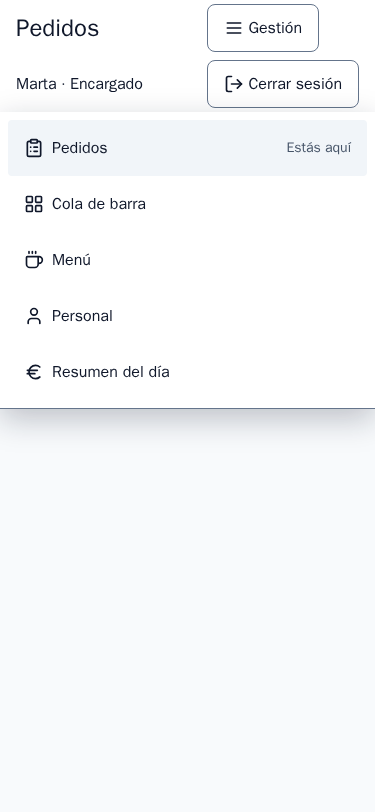 Pedidos
Gestión
Marta · Encargado
Cerrar sesión
Pedidos Estás aquí
Cola de barra
Menú
Personal
Resumen del día